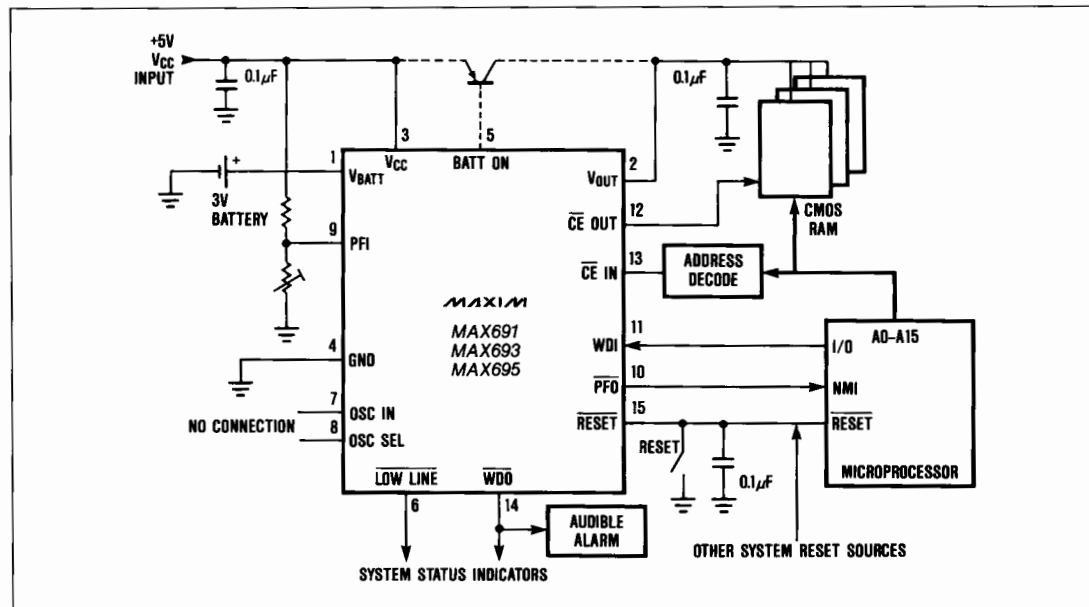 +5V
VCC
INPUT
0.1μF
0.1μF
3
5
1
VCC
BATT ON
2
VBATT
VOUT
+
3V
BATTERY
12
CE OUT
CMOS
RAM
9
PFI
13
CE IN
ADDRESS
DECODE
MAXIM
MAX691
MAX693
MAX695
11
WDI
A0-A15
I/O
4
GND
10
PFO
NMI
7
OSC IN
15
RESET
RESET
RESET
NO CONNECTION
8
OSC SEL
MICROPROCESSOR
0.1μF
LOW LINE
WDO
6
14
AUDIBLE
ALARM
OTHER SYSTEM RESET SOURCES
SYSTEM STATUS INDICATORS